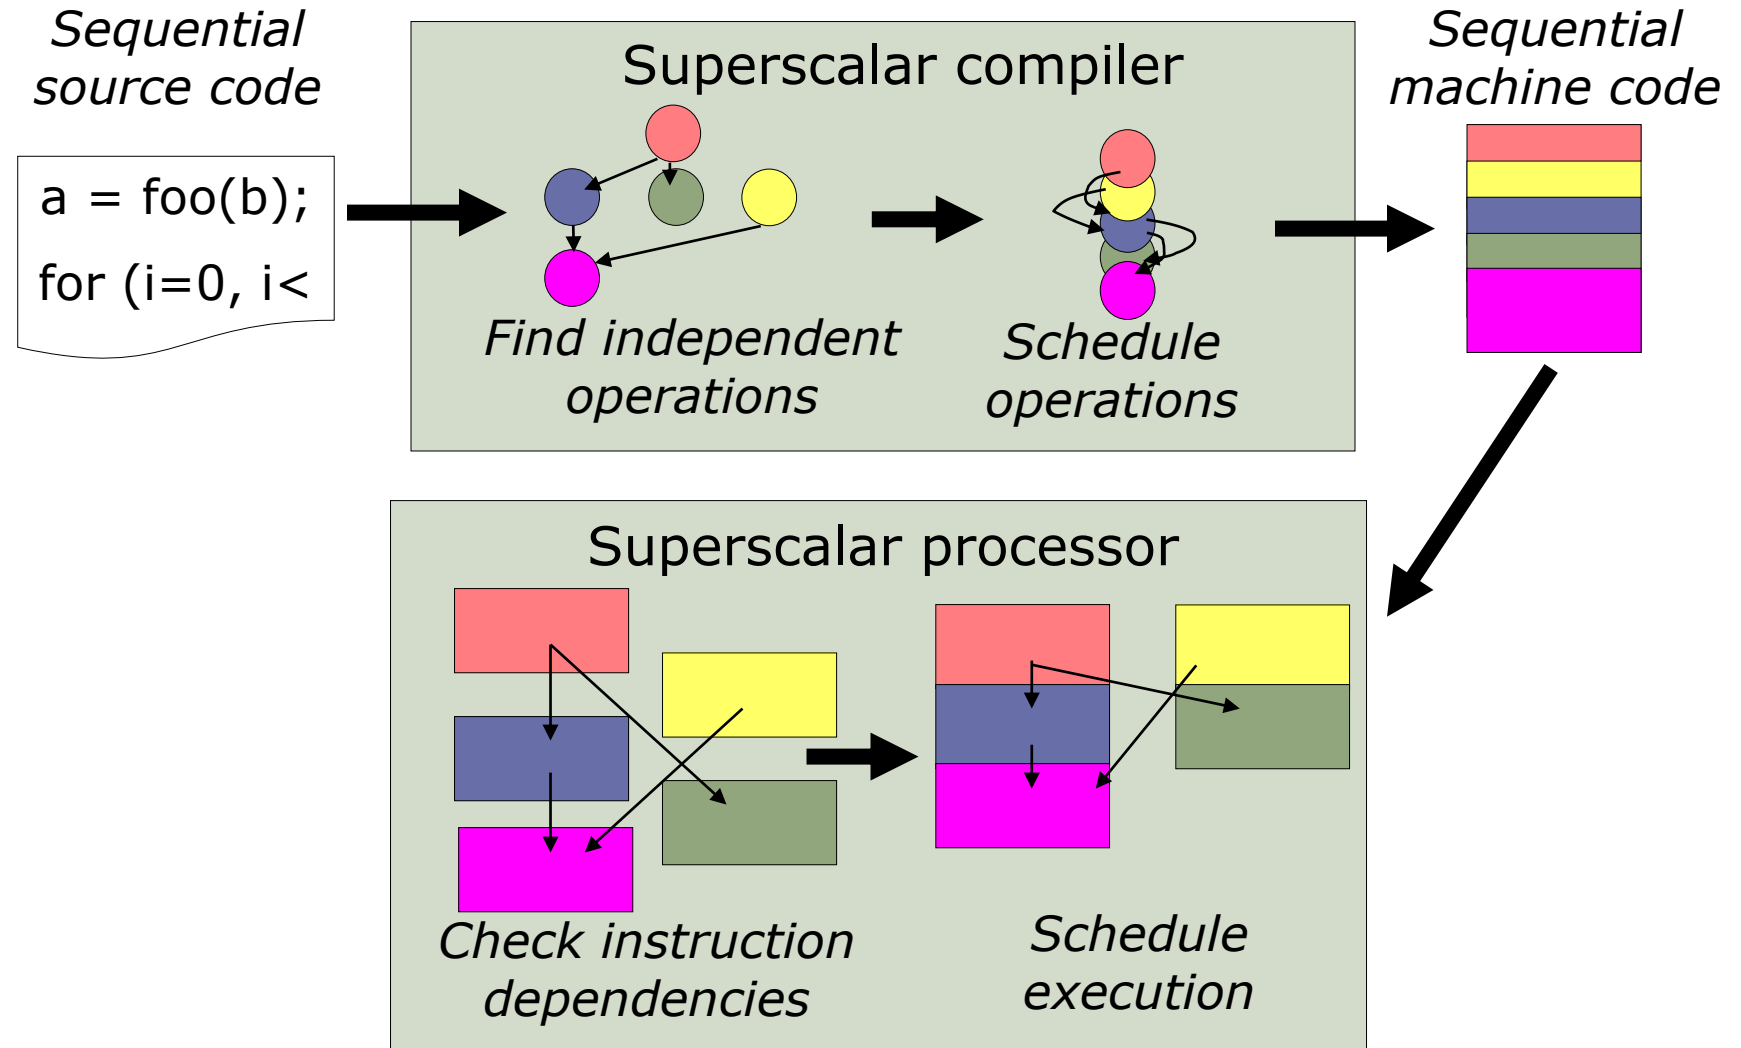 Sequential
source code
a = foo(b);
for (i=0, i<
Superscalar compiler
Find independent
operations
Schedule
operations
Sequential
machine code
Superscalar processor
Check instruction
dependencies
Schedule
execution